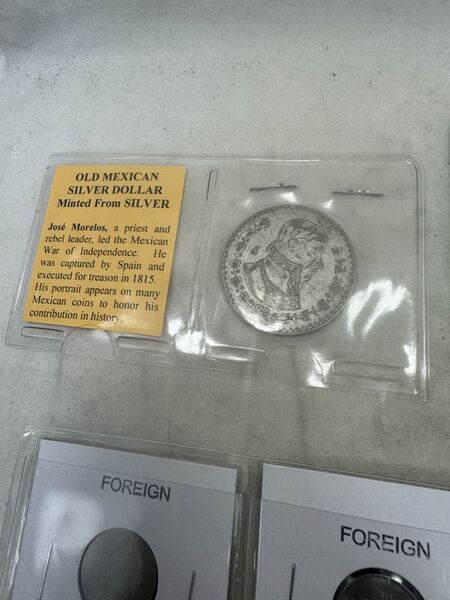 OLD MEXICAN
SILVER DOLLAR
Minted From SILVER
José Morelos, a priest and
rebel leader, led the Mexican
War of Independence. He
was captured by Spain and
executed for treason in 1815.
His portrait appears on many
Mexican coins to honor his
contribution in history.
FOREIGN
FOREIGN